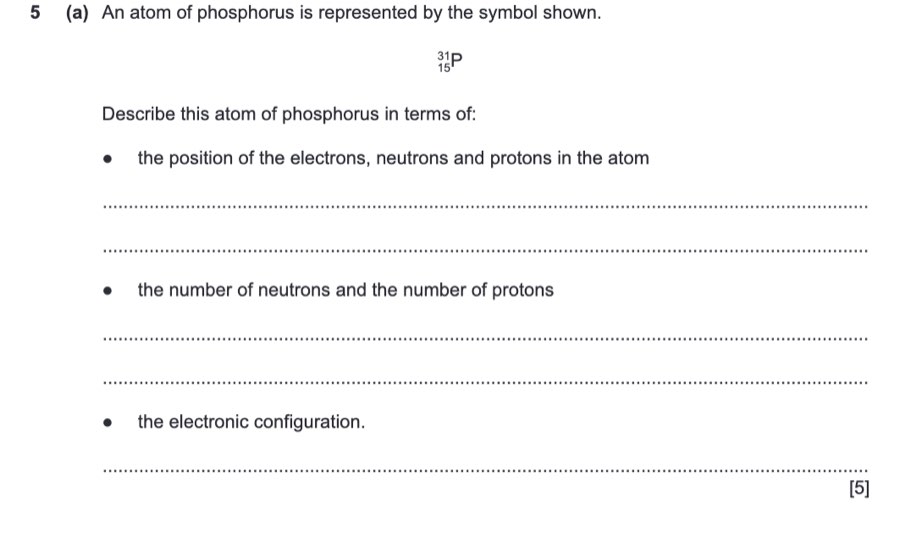 5 (a) An atom of phosphorus is represented by the symbol shown.
³¹₁₅P
Describe this atom of phosphorus in terms of:
• the position of the electrons, neutrons and protons in the atom
• the number of neutrons and the number of protons
• the electronic configuration.
[5]